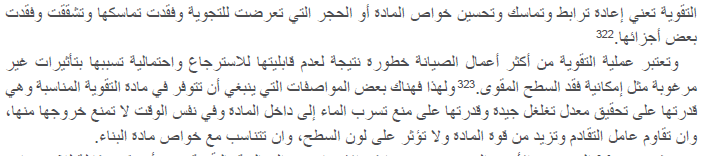 التقوية تعني إعادة ترابط وتماسك وتحسين خواص المادة أو الحجر التي تعرضت للتجوية وفقدت تماسكها وتشققت وفقدت
بعض أجزائها.322
وتعتبر عملية التقوية من أكثر أعمال الصيانة خطورة نتيجة لعدم قابليتها للاسترجاع واحتمالية تسببها بتأثيرات غير
مرغوبة مثل إمكانية فقد السطح المقوى.323 ولهذا فهناك بعض المواصفات التي ينبغي أن تتوفر في مادة التقوية المناسبة وهي
قدرتها على تحقيق معدل تغلغل جيدة وقدرتها على منع تسرب الماء إلى داخل المادة وفي نفس الوقت لا تمنع خروجها منها،
وان تقاوم عامل التقادم وتزيد من قوة المادة ولا تؤثر على لون السطح، وان تتناسب مع خواص مادة البناء.